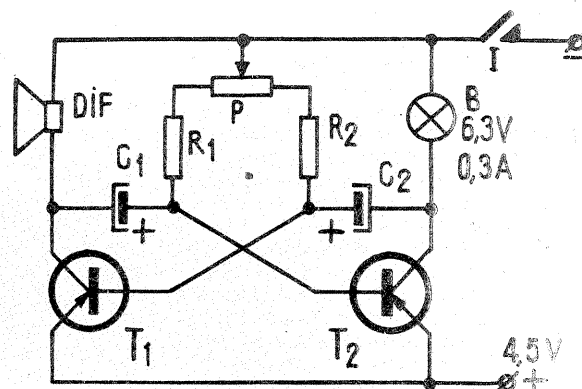 DIF
P
I
B
6,3V
0,3A
C1
R1
R2
C2
+
+
T1
T2
4,5V
+
−